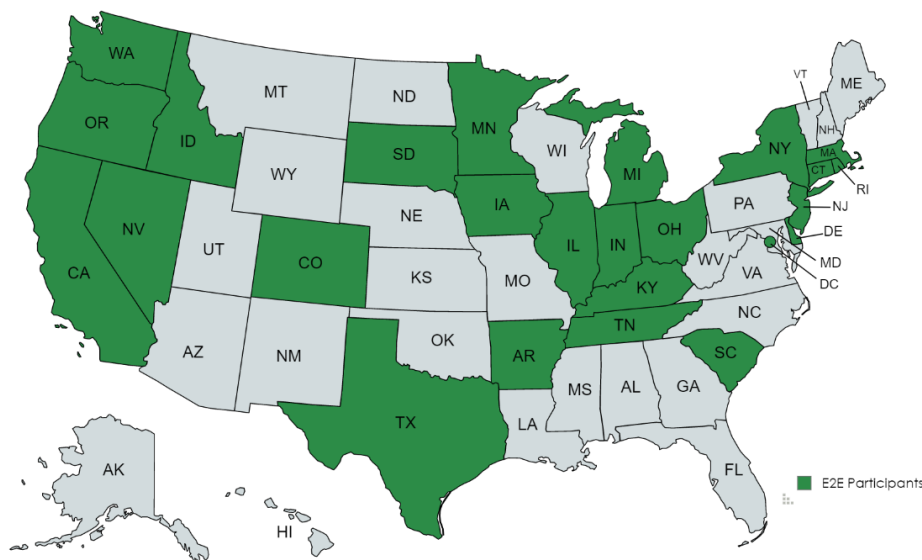 WA
MT
ND
MN
VT
ME
OR
ID
SD
WI
NH
NY
MA
MI
CT
RI
WY
NJ
IA
PA
NE
NV
DE
OH
IL
IN
UT
MD
WV
CO
CA
VA
KS
MO
DC
KY
NC
TN
OK
AZ
NM
AR
SC
MS
AL
GA
TX
LA
AK
FL
E2E Participants
HI